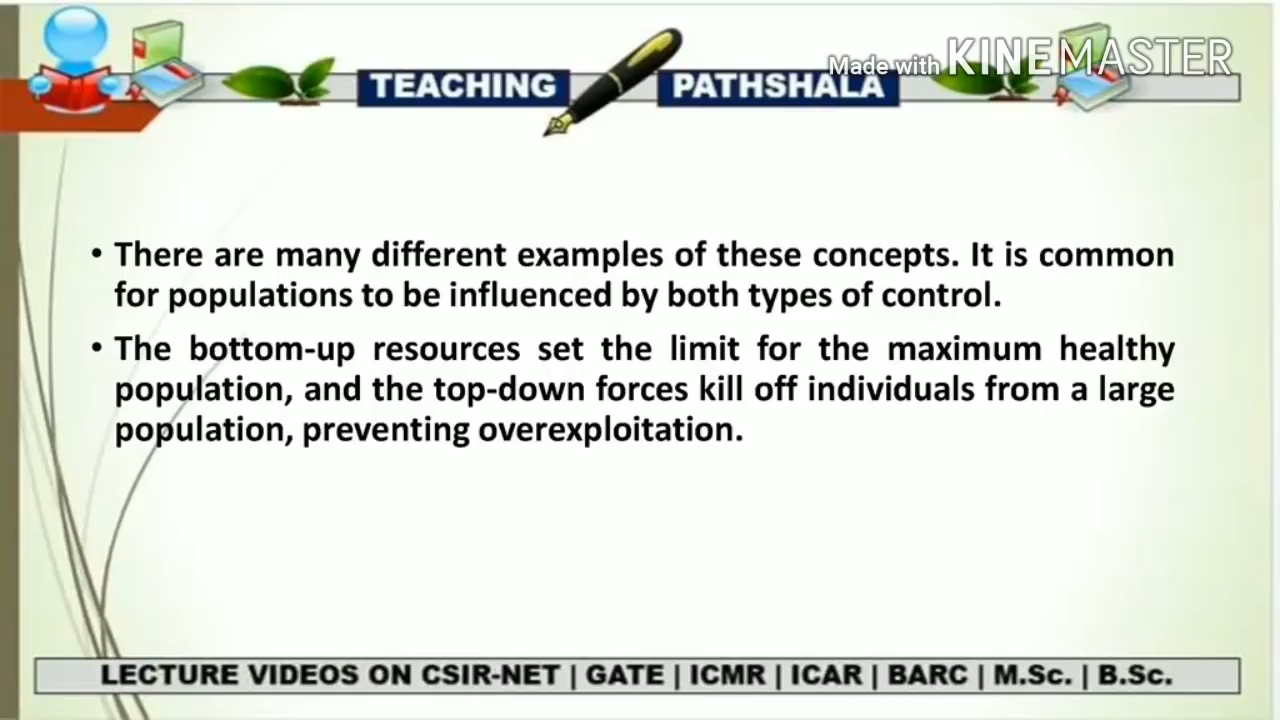 Made with KINEMASTER
TEACHING PATHSHALA
• There are many different examples of these concepts. It is common
for populations to be influenced by both types of control.
• The bottom-up resources set the limit for the maximum healthy
population, and the top-down forces kill off individuals from a large
population, preventing overexploitation.
LECTURE VIDEOS ON CSIR-NET | GATE | ICMR | ICAR | BARC | M.Sc. | B.Sc.